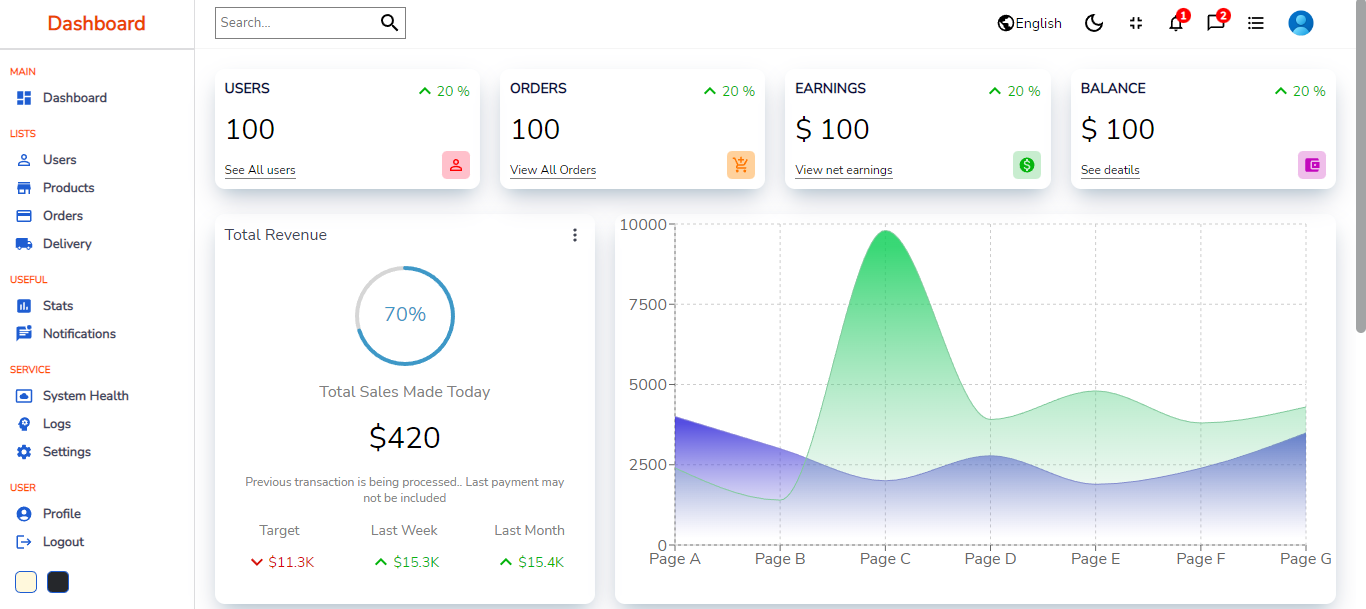 Dashboard
Search...
English
1
2
MAIN
Dashboard
LISTS
Users
Products
Orders
Delivery
USEFUL
Stats
Notifications
SERVICE
System Health
Logs
Settings
USER
Profile
Logout
USERS
20 %
100
See All users
ORDERS
20 %
100
View All Orders
EARNINGS
20 %
$ 100
View net earnings
BALANCE
20 %
$ 100
See deatils
Total Revenue
70%
Total Sales Made Today
$420
Previous transaction is being processed.. Last payment may
not be included
Target
Last Week
Last Month
$11.3K
$15.3K
$15.4K
10000
7500
5000
2500
0
Page A
Page B
Page C
Page D
Page E
Page F
Page G